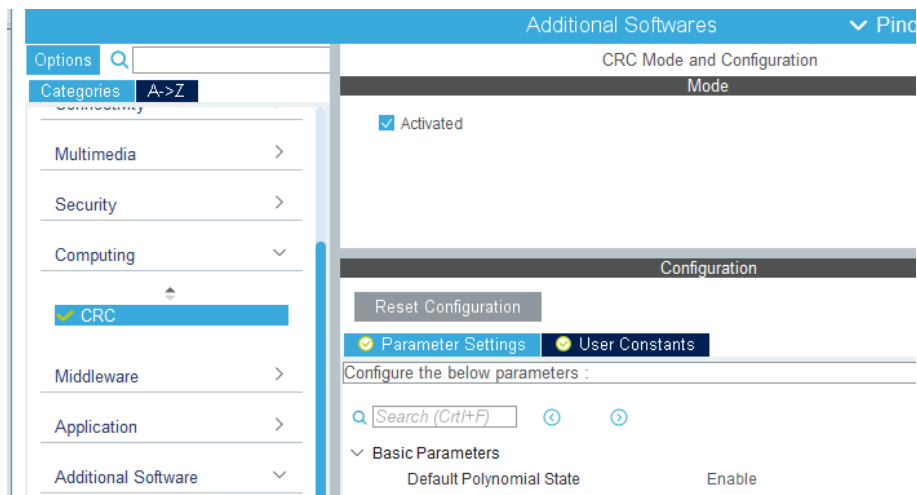 Additional Softwares
Options
CRC Mode and Configuration
Categories
A->Z
Mode
Connectivity
Activated
Multimedia
Security
Computing
Configuration
Reset Configuration
CRC
Parameter Settings
User Constants
Configure the below parameters :
Middleware
Search (Crtl+F)
Application
Basic Parameters
Additional Software
Default Polynomial State
Enable